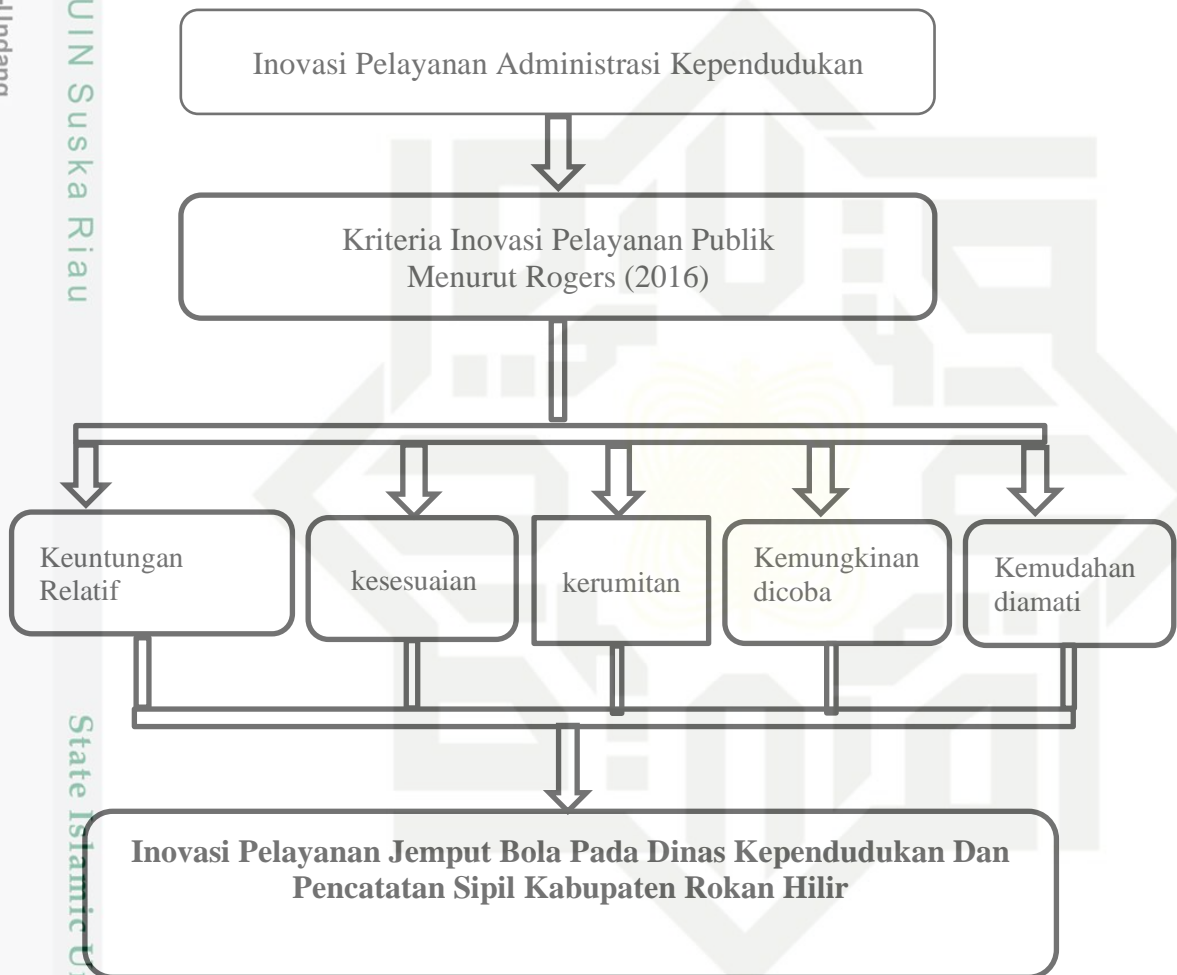 UIN Suska Riau
Inovasi Pelayanan Administrasi Kependudukan
Kriteria Inovasi Pelayanan Publik
Menurut Rogers (2016)
Keuntungan
Relatif
kesesuaian
kerumitan
Kemungkinan
dicoba
Kemudahan
diamati
State Islamic
Inovasi Pelayanan Jemput Bola Pada Dinas Kependudukan Dan
Pencatatan Sipil Kabupaten Rokan Hilir